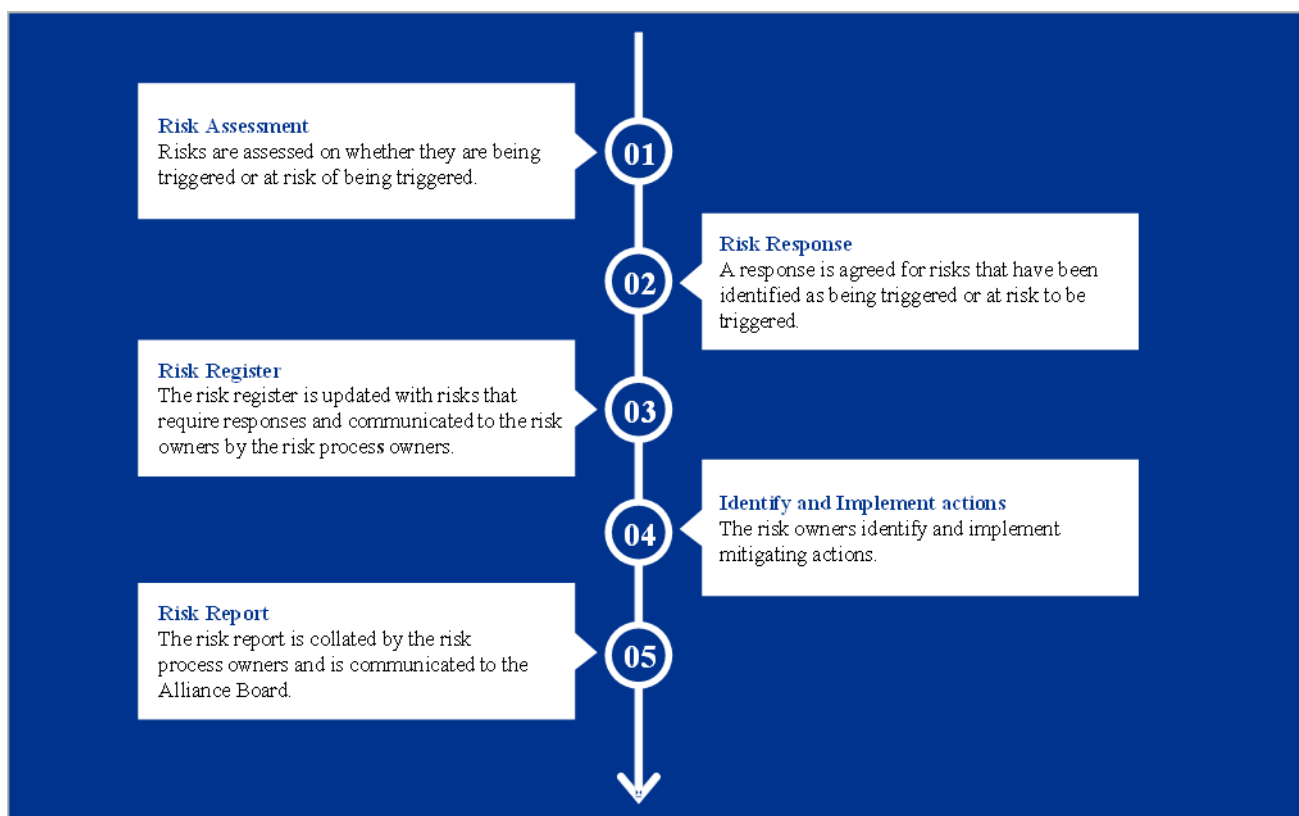 Risk Assessment
Risks are assessed on whether they are being
triggered or at risk of being triggered.
01
Risk Response
A response is agreed for risks that have been
identified as being triggered or at risk to be
triggered.
02
Risk Register
The risk register is updated with risks that
require responses and communicated to the risk
owners by the risk process owners.
03
Identify and Implement actions
The risk owners identify and implement
mitigating actions.
04
Risk Report
The risk report is collated by the risk
process owners and is communicated to the
Alliance Board.
05